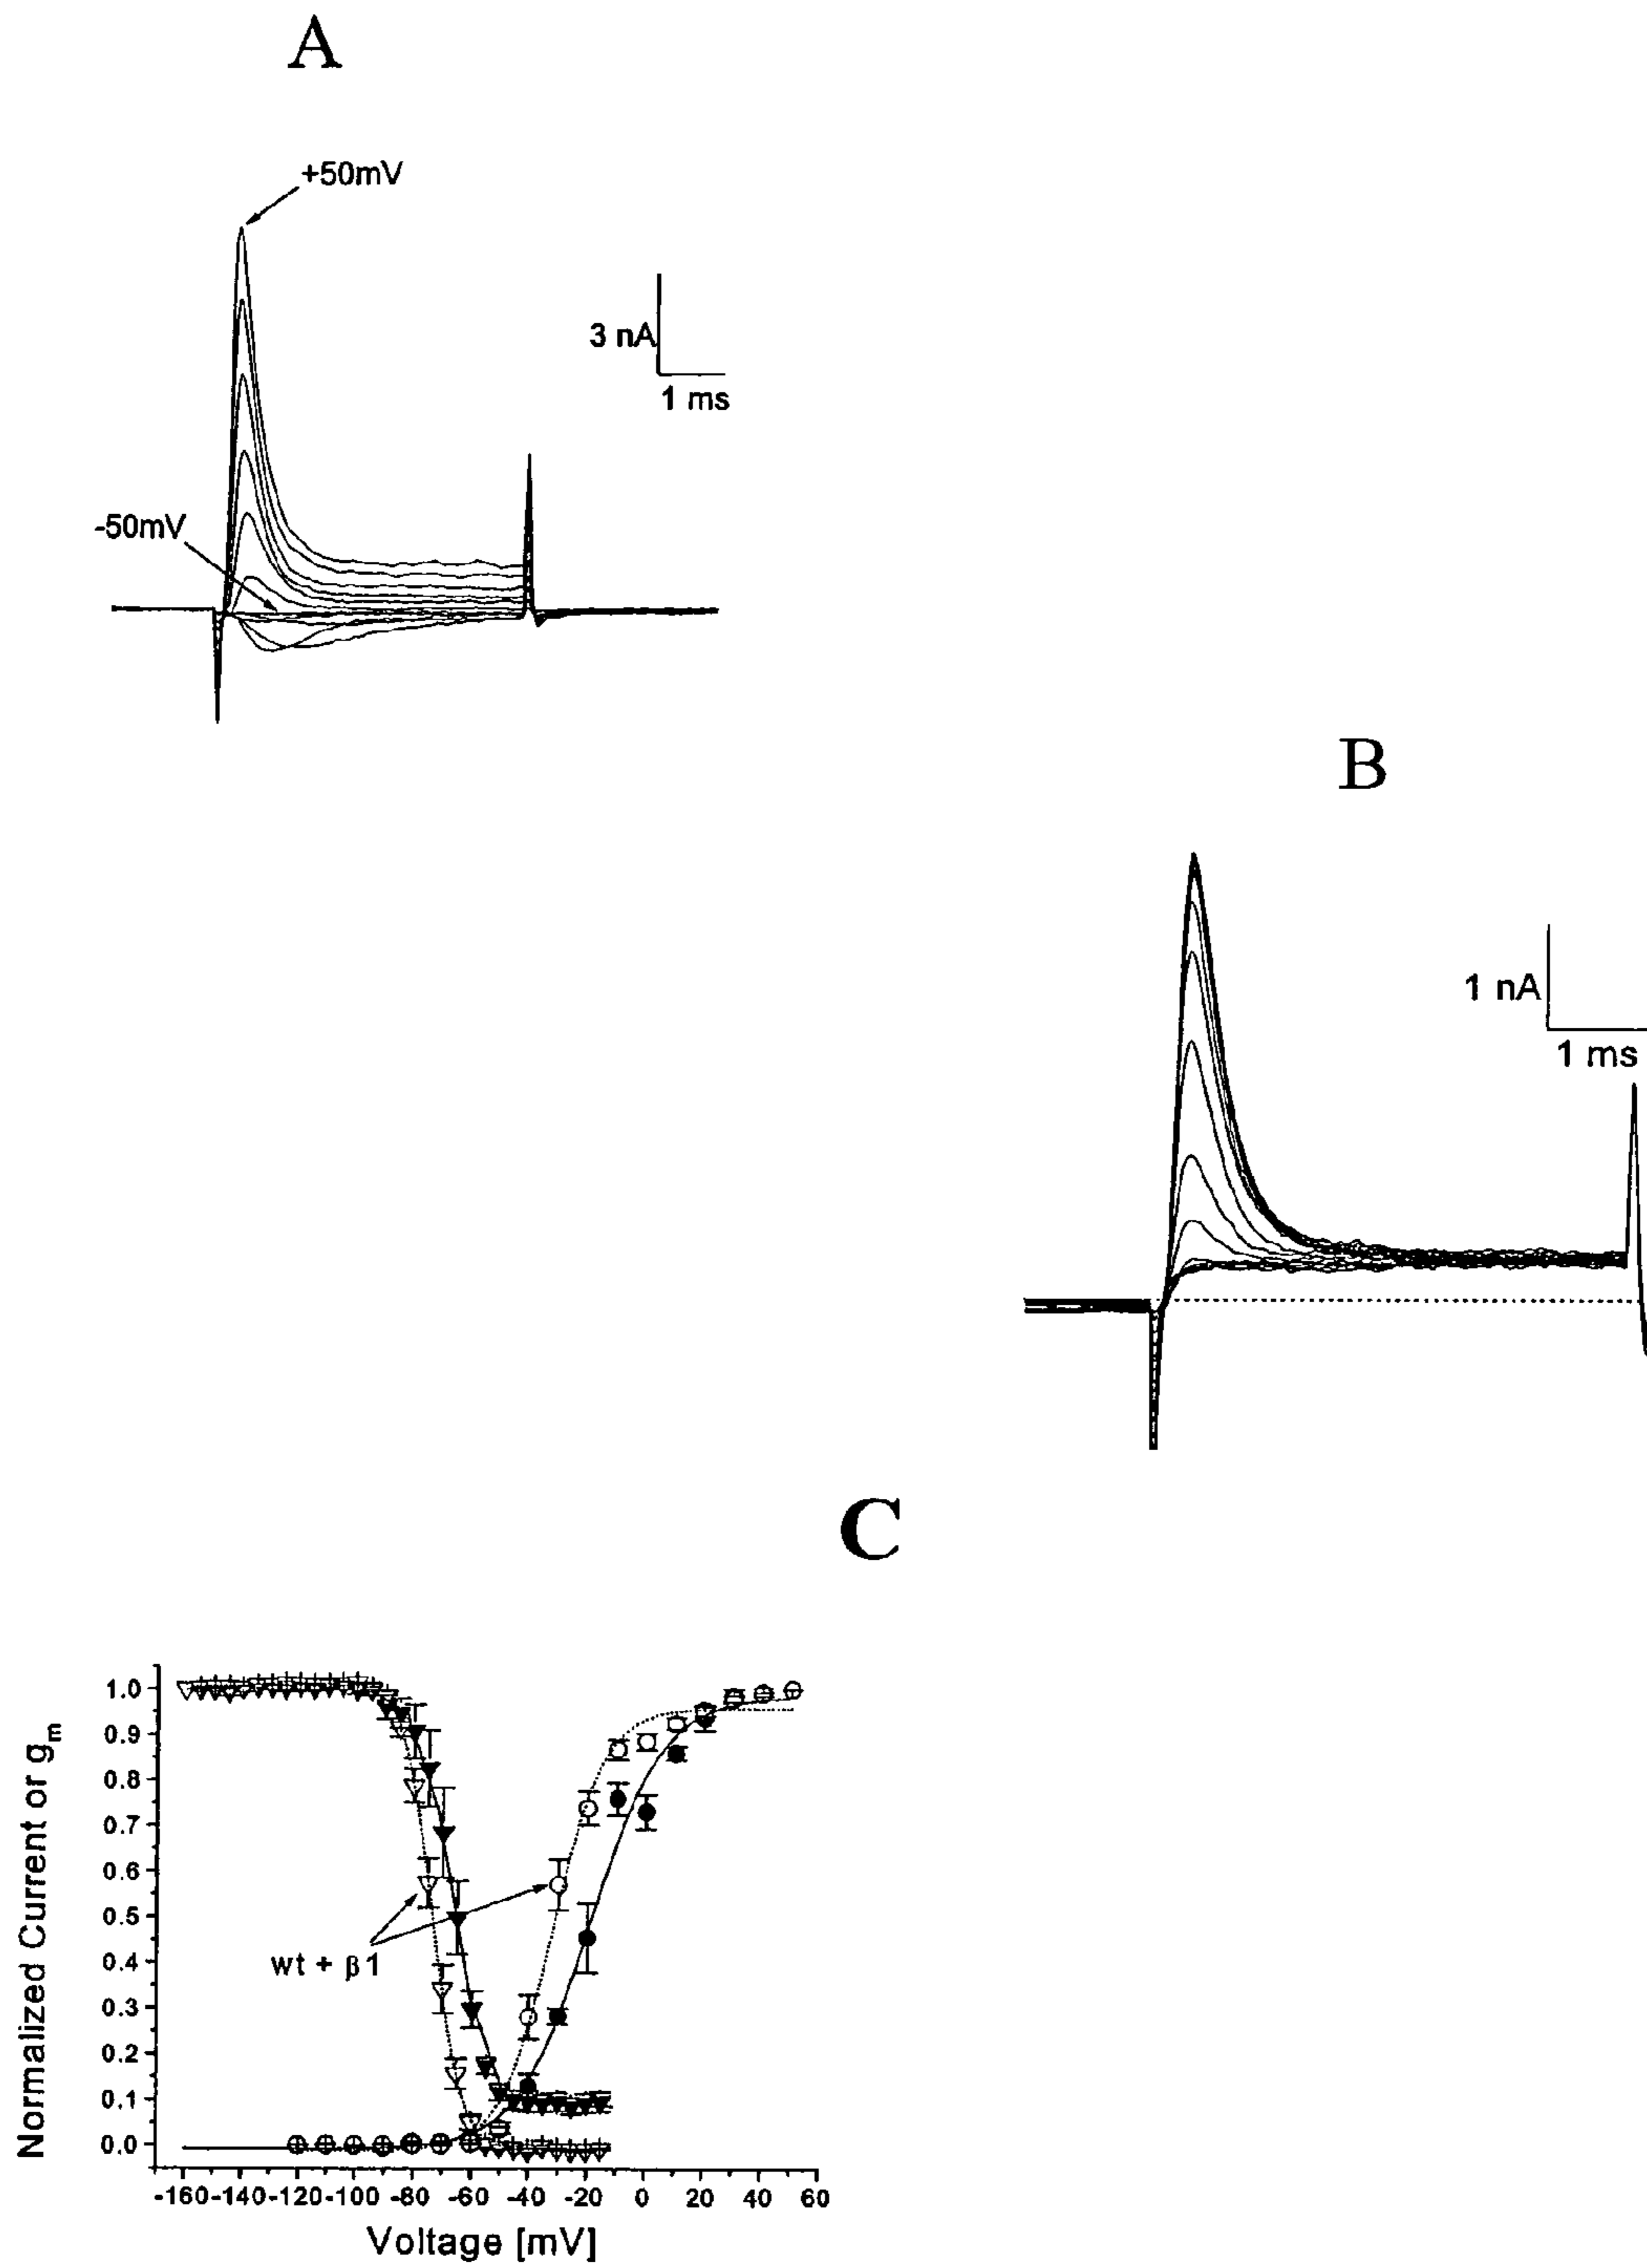 A
+50mV
3 nA
1 ms
-50mV
B
1 nA
1 ms
C
Normalized Current or gm
1.0
0.9
0.8
0.7
0.6
0.5
0.4
0.3
0.2
0.1
0.0
wt + β1
-160 -140 -120 -100 -80 -60 -40 -20 0 20 40 60
Voltage [mV]